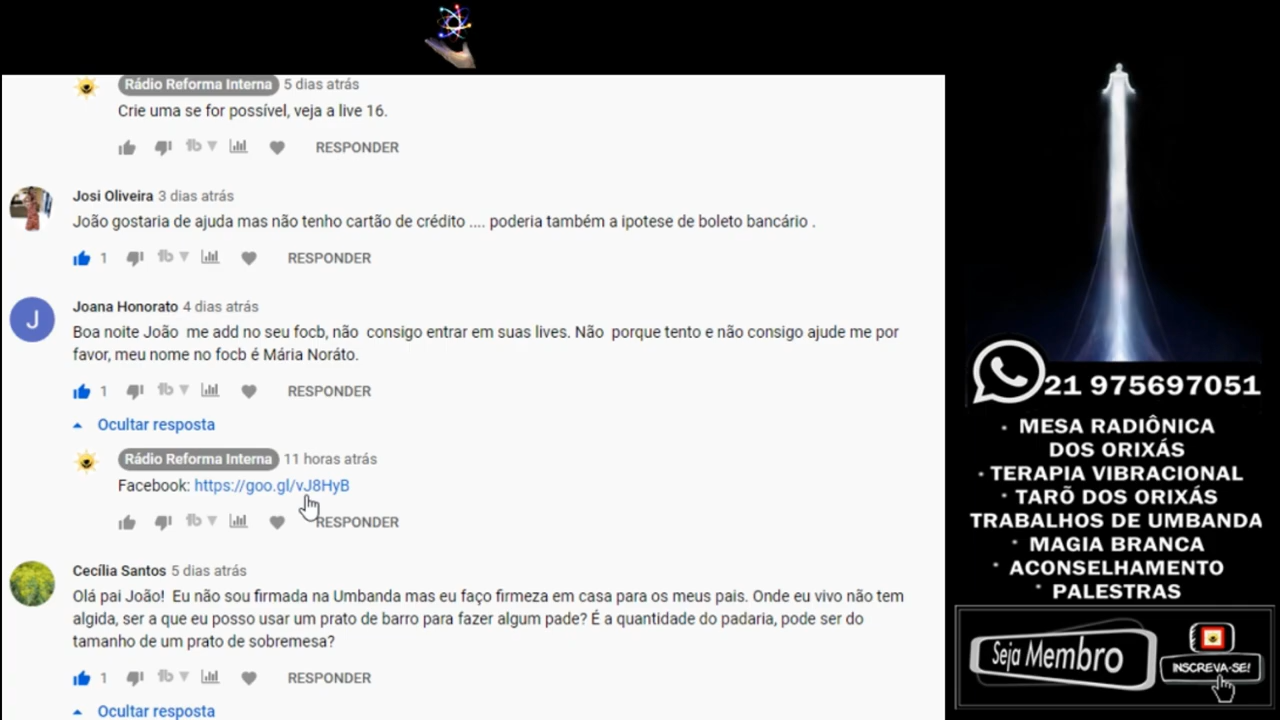 Rádio Reforma Interna 5 dias atrás
Crie uma se for possível, veja a live 16.
RESPONDER
Josi Oliveira 3 dias atrás
João gostaria de ajuda mas não tenho cartão de crédito .... poderia também a ipotese de boleto bancário .
1 RESPONDER
J
Joana Honorato 4 dias atrás
Boa noite João me add no seu focb, não consigo entrar em suas lives. Não porque tento e não consigo ajude me por
favor, meu nome no focb é Mária Noráto.
1 RESPONDER
Ocultar resposta
Rádio Reforma Interna 11 horas atrás
Facebook: https://goo.gl/vJ8HyB
RESPONDER
Cecília Santos 5 dias atrás
Olá pai João! Eu não sou firmada na Umbanda mas eu faço firmeza em casa para os meus pais. Onde eu vivo não tem
algida, ser a que eu posso usar um prato de barro para fazer algum pade? É a quantidade do padaria, pode ser do
tamanho de um prato de sobremesa?
1 RESPONDER
Ocultar resposta
21 975697051
· MESA RADIÔNICA
DOS ORIXÁS
· TERAPIA VIBRACIONAL
* TARÕ DOS ORIXÁS
TRABALHOS DE UMBANDA
* MAGIA BRANCA
* ACONSELHAMENTO
* PALESTRAS
Seja Membro
INSCREVA-SE!